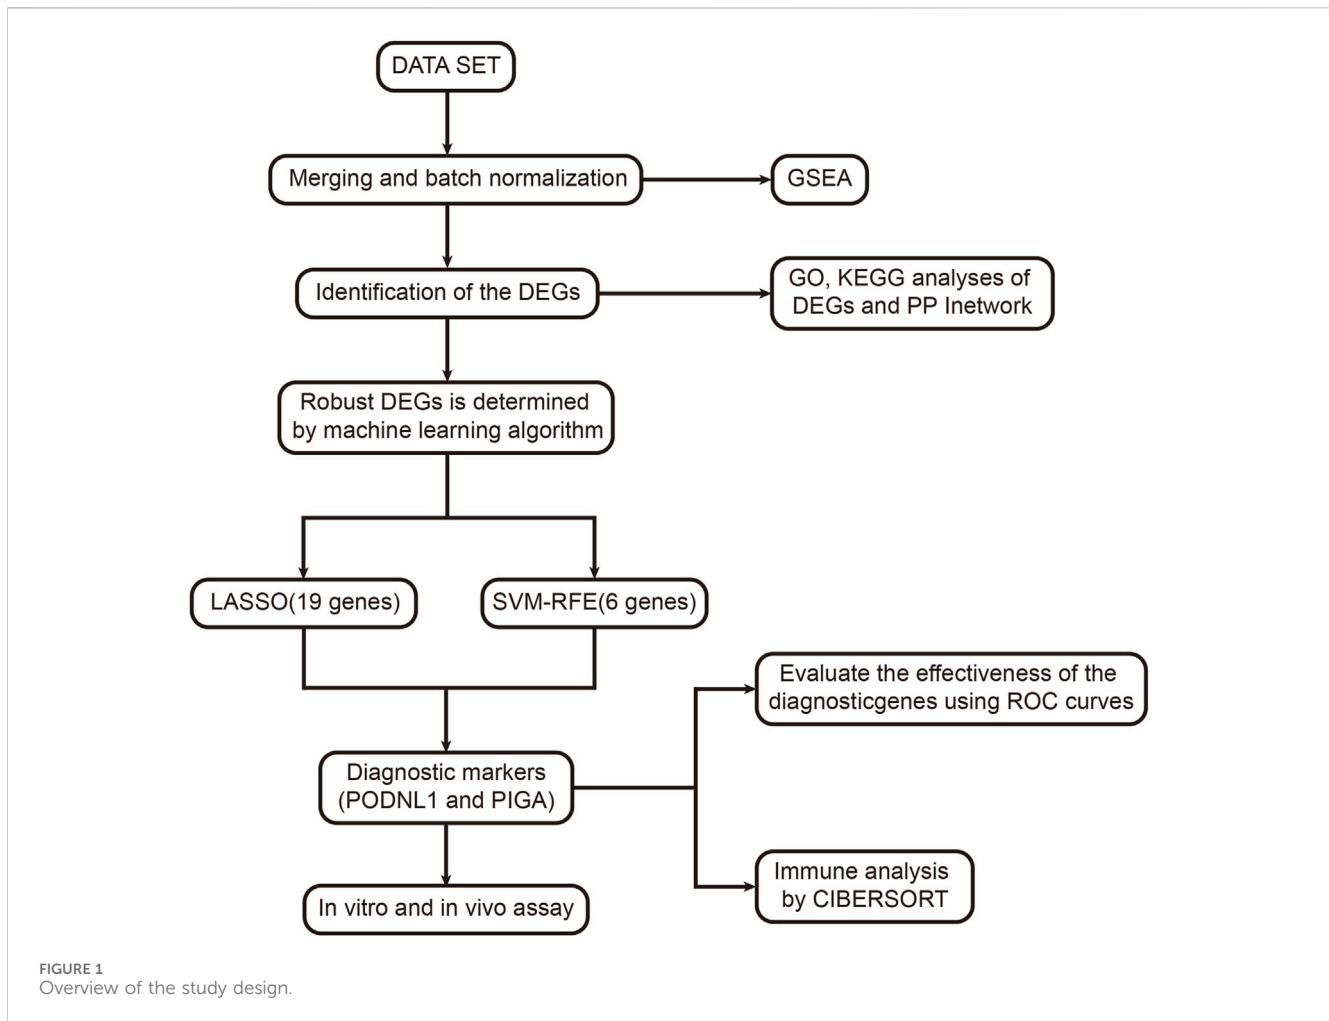 DATA SET
Merging and batch normalization
GSEA
Identification of the DEGs
GO, KEGG analyses of
DEGs and PP Inetwork
Robust DEGs is determined
by machine learning algorithm
LASSO(19 genes)
SVM-RFE(6 genes)
Evaluate the effectiveness of the
diagnosticgenes using ROC curves
Diagnostic markers
(PODNL1 and PIGA)
Immune analysis
by CIBERSORT
In vitro and in vivo assay
FIGURE 1
Overview of the study design.